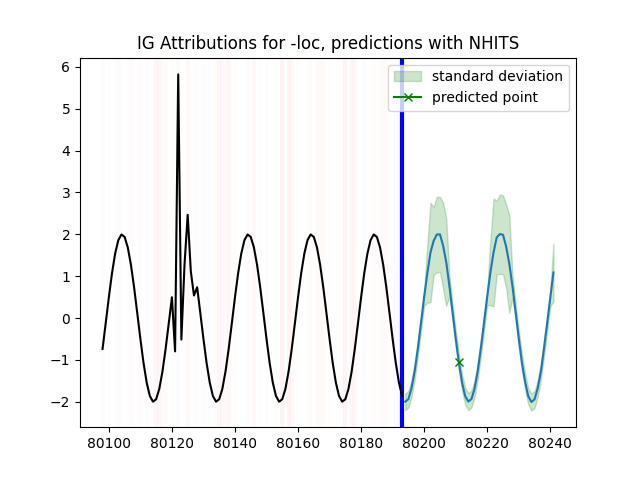 IG Attributions for -loc, predictions with NHITS
standard deviation
predicted point
6
5
4
3
2
1
0
−1
−2
80100 80120 80140 80160 80180 80200 80220 80240